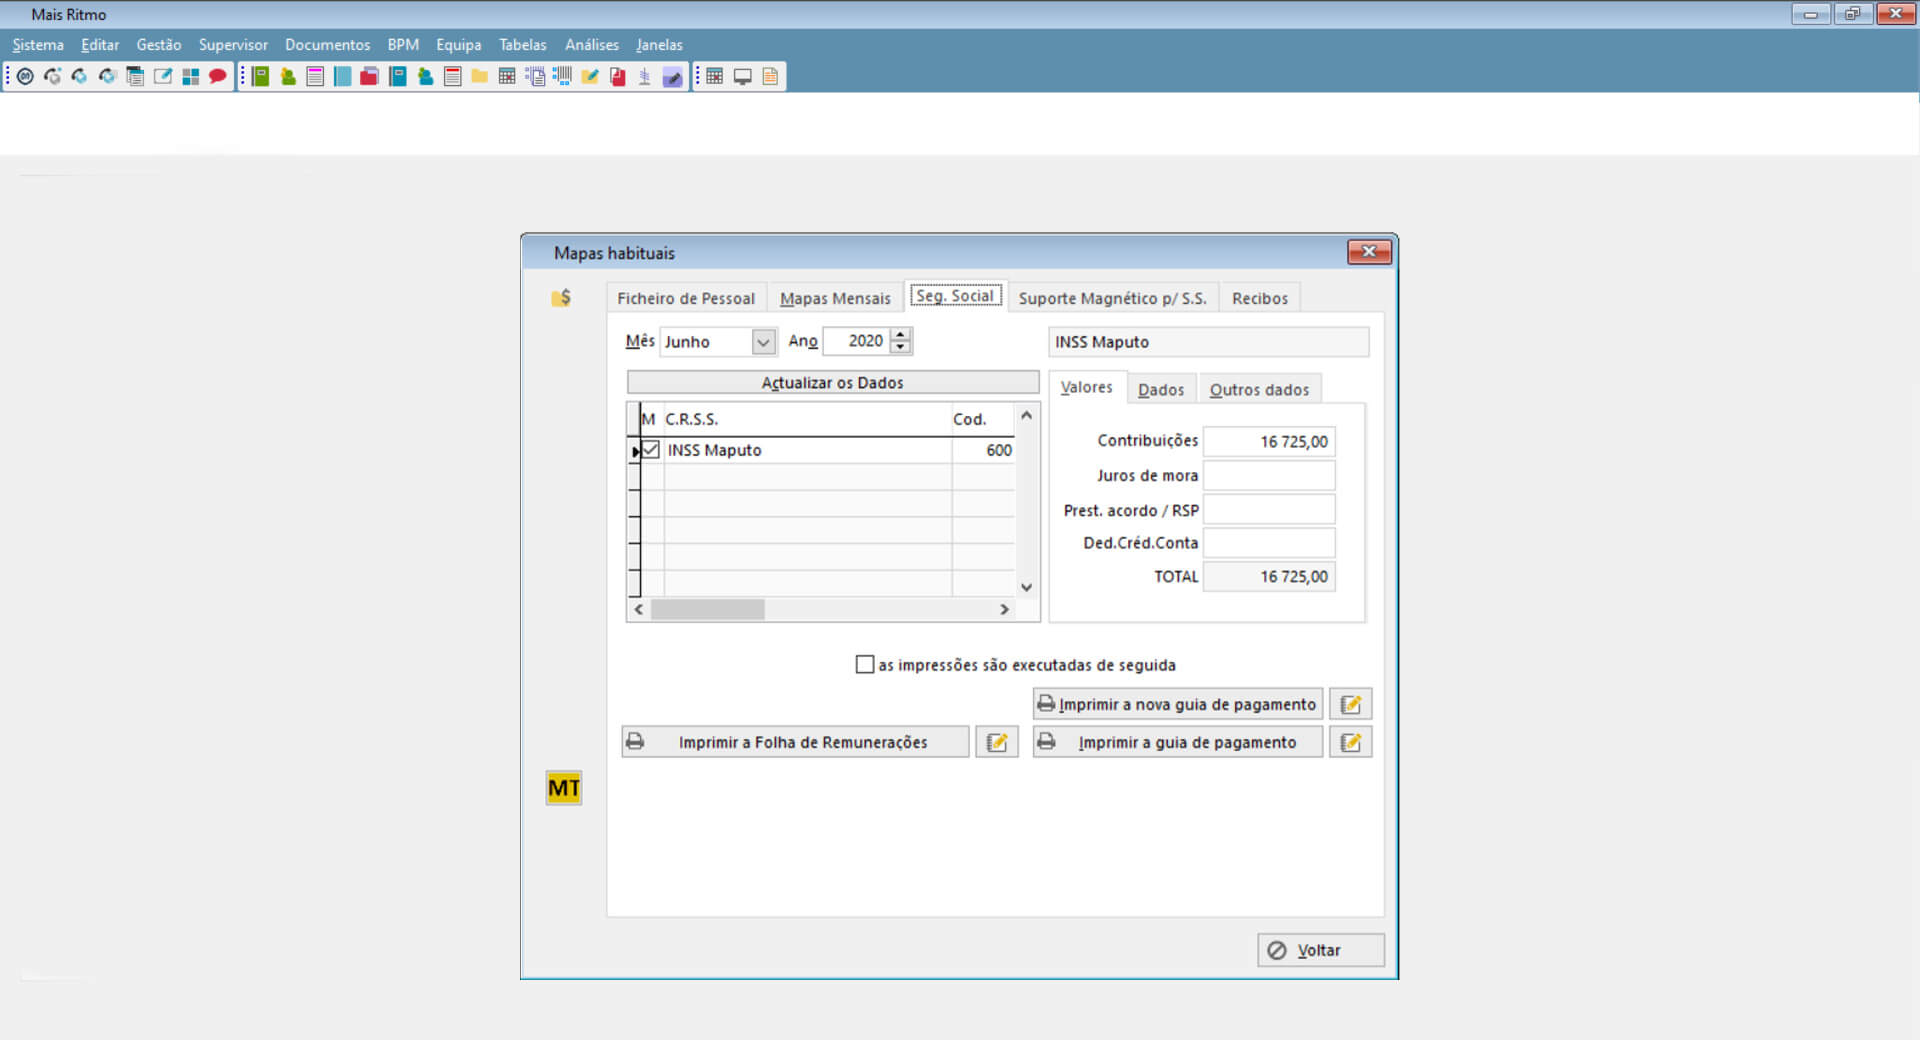 Mais Ritmo
Sistema Editar Gestão Supervisor Documentos BPM Equipa Tabelas Análises Janelas
Mapas habituais
Ficheiro de Pessoal Mapas Mensais Seg. Social Suporte Magnético p/ S.S. Recibos
Mês Junho Ano 2020 INSS Maputo
Actualizar os Dados
Valores Dados Outros dados
M C.R.S.S. Cod.
INSS Maputo 600
Contribuições 16 725,00
Juros de mora
Prest. acordo / RSP
Ded.Créd.Conta
TOTAL 16 725,00
as impressões são executadas de seguida
Imprimir a nova guia de pagamento
Imprimir a Folha de Remunerações Imprimir a guia de pagamento
MT
Voltar